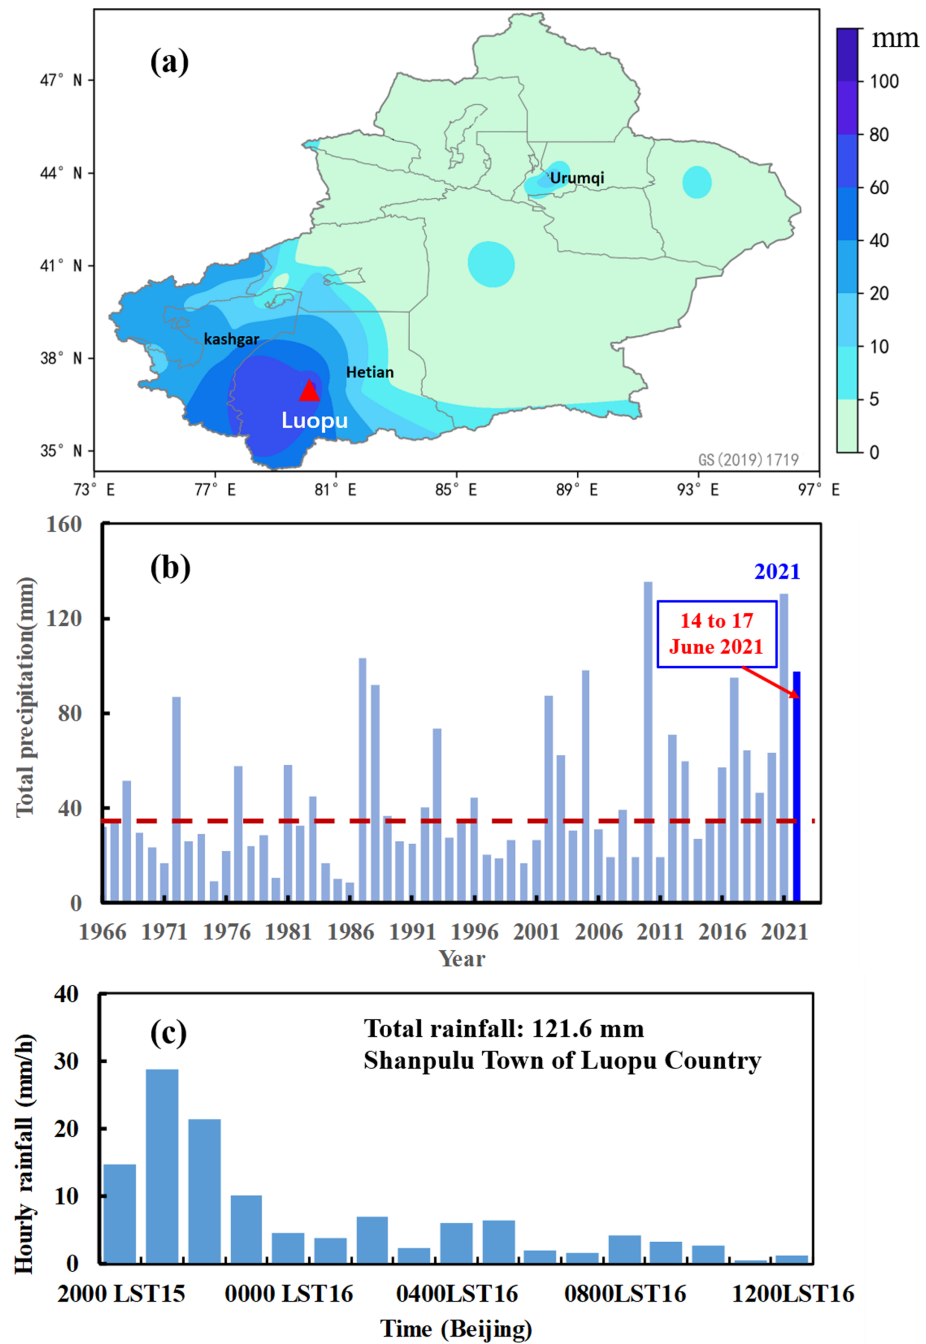 (a)
mm
47° N
44° N
41° N
38° N
35° N
Urumqi
kashgar
Hetian
Luopu
GS(2019)1719
73° E 77° E 81° E 85° E 89° E 93° E 97° E
100
80
60
40
20
10
5
0
(b)
160
120
80
40
0
Total precipitation(mm)
2021
14 to 17
June 2021
1966 1971 1976 1981 1986 1991 1996 2001 2006 2011 2016 2021
Year
(c)
Total rainfall: 121.6 mm
Shanpulu Town of Luopu Country
40
30
20
10
0
Hourly rainfall (mm/h)
2000 LST15 0000 LST16 0400LST16 0800LST16 1200LST16
Time (Beijing)